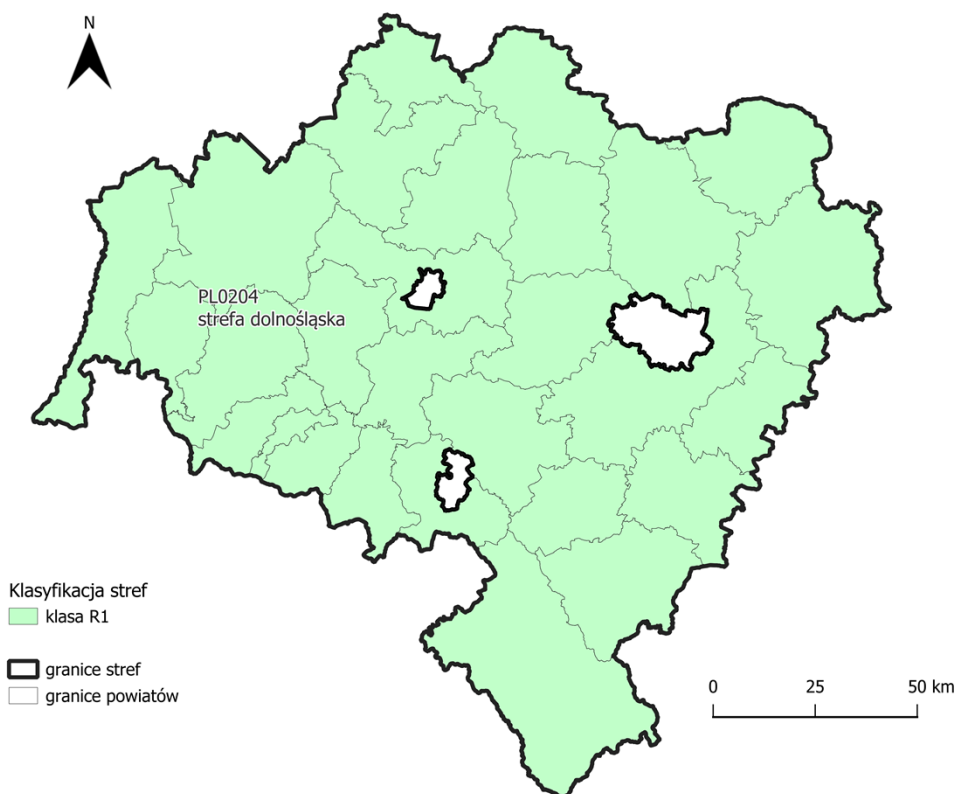 N
PL0204
strefa dolnośląska
Klasyfikacja stref
klasa R1
granice stref
granice powiatów
0 25 50 km